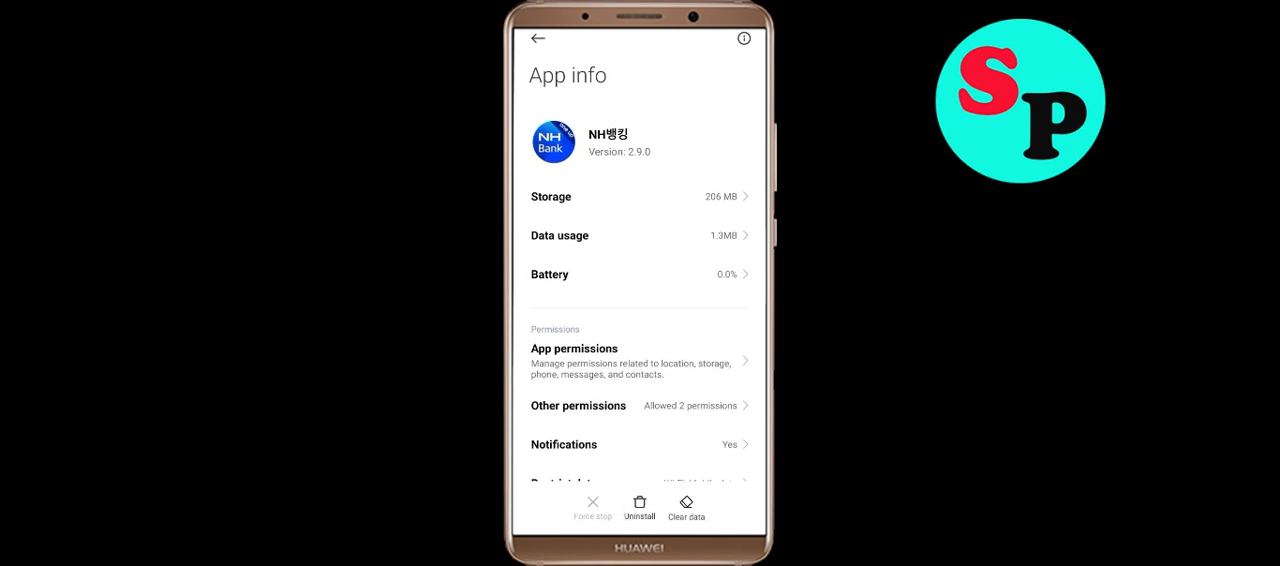 App info
NH
Bank
NH뱅킹
Version: 2.9.0
Storage 206 MB
Data usage 1.3MB
Battery 0.0%
Permissions
App permissions
Manage permissions related to location, storage,
phone, messages, and contacts.
Other permissions Allowed 2 permissions
Notifications Yes
Force stop Uninstall Clear data
HUAWEI
SP